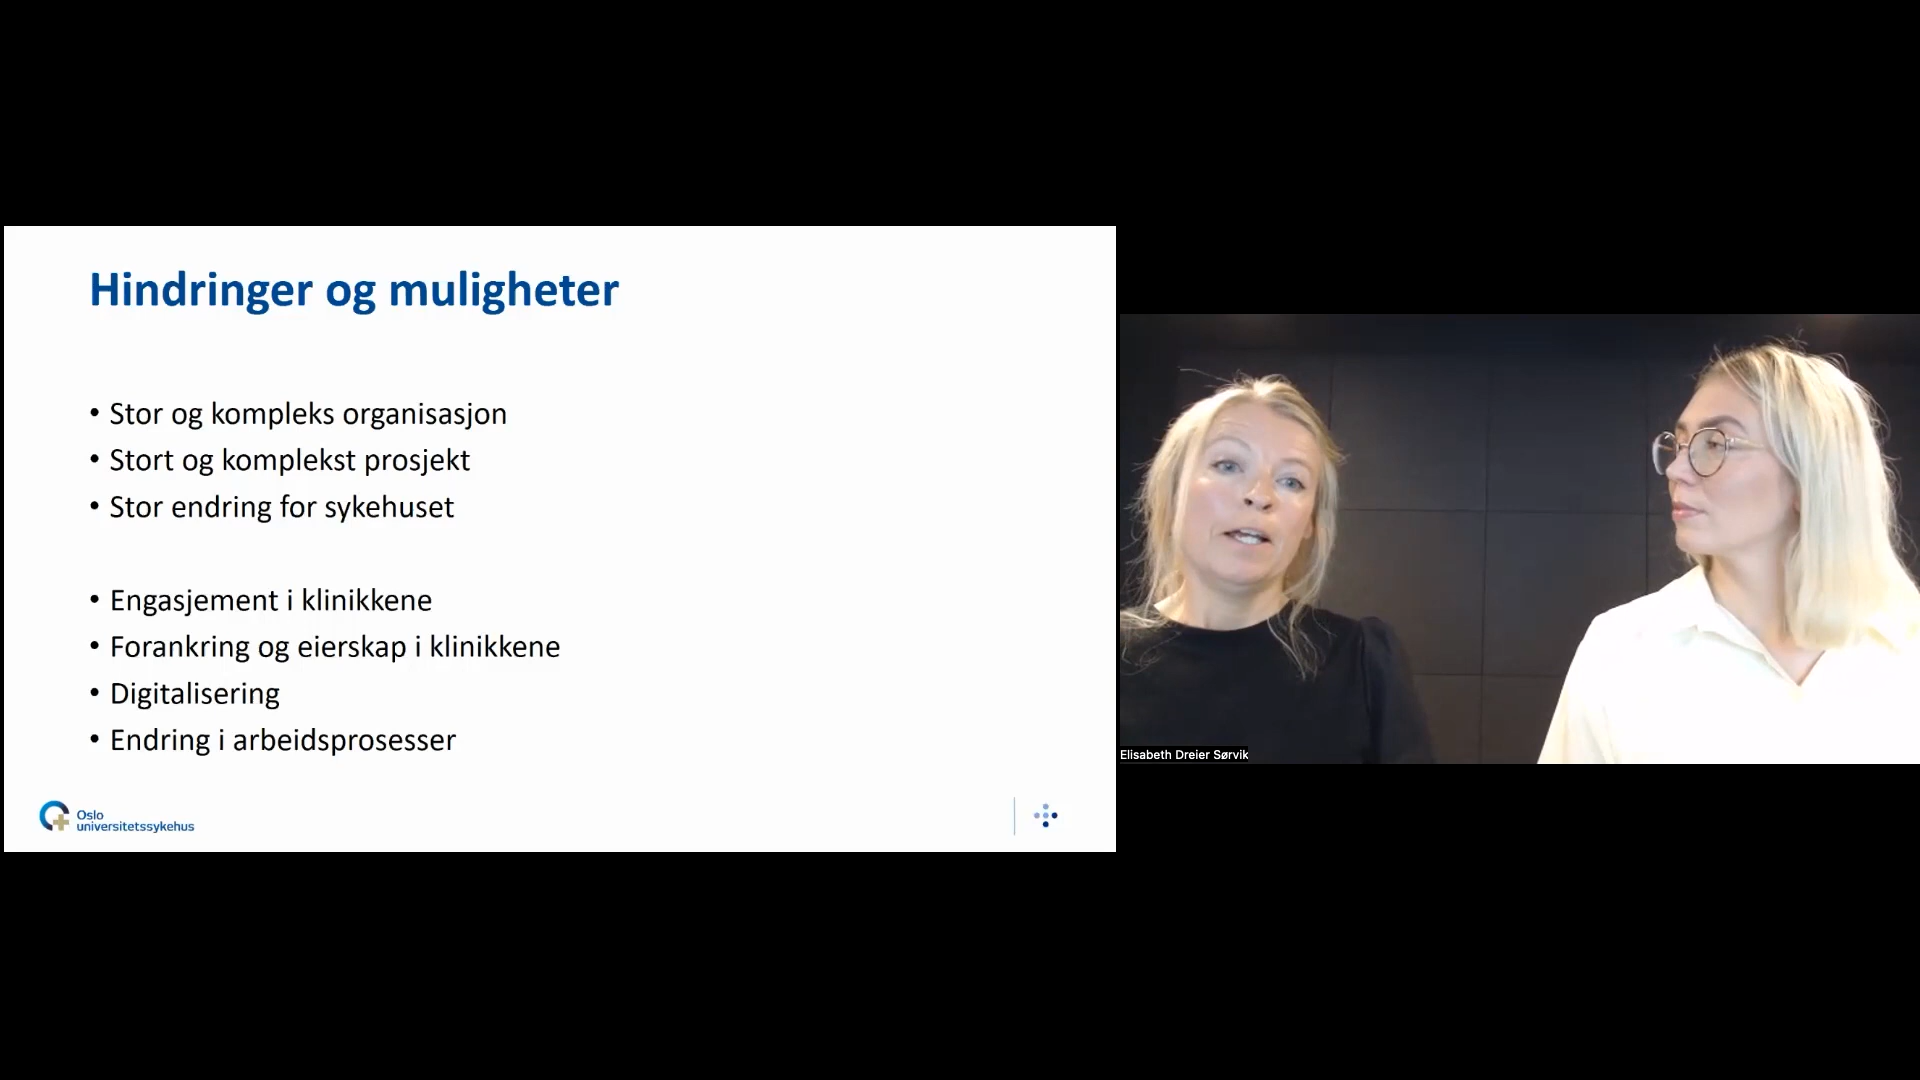 Hindringer og muligheter
• Stor og kompleks organisasjon
• Stort og komplekst prosjekt
• Stor endring for sykehuset
• Engasjement i klinikkene
• Forankring og eierskap i klinikkene
• Digitalisering
• Endring i arbeidsprosesser
Oslo
universitetssykehus
Elisabeth Dreier Sørvik